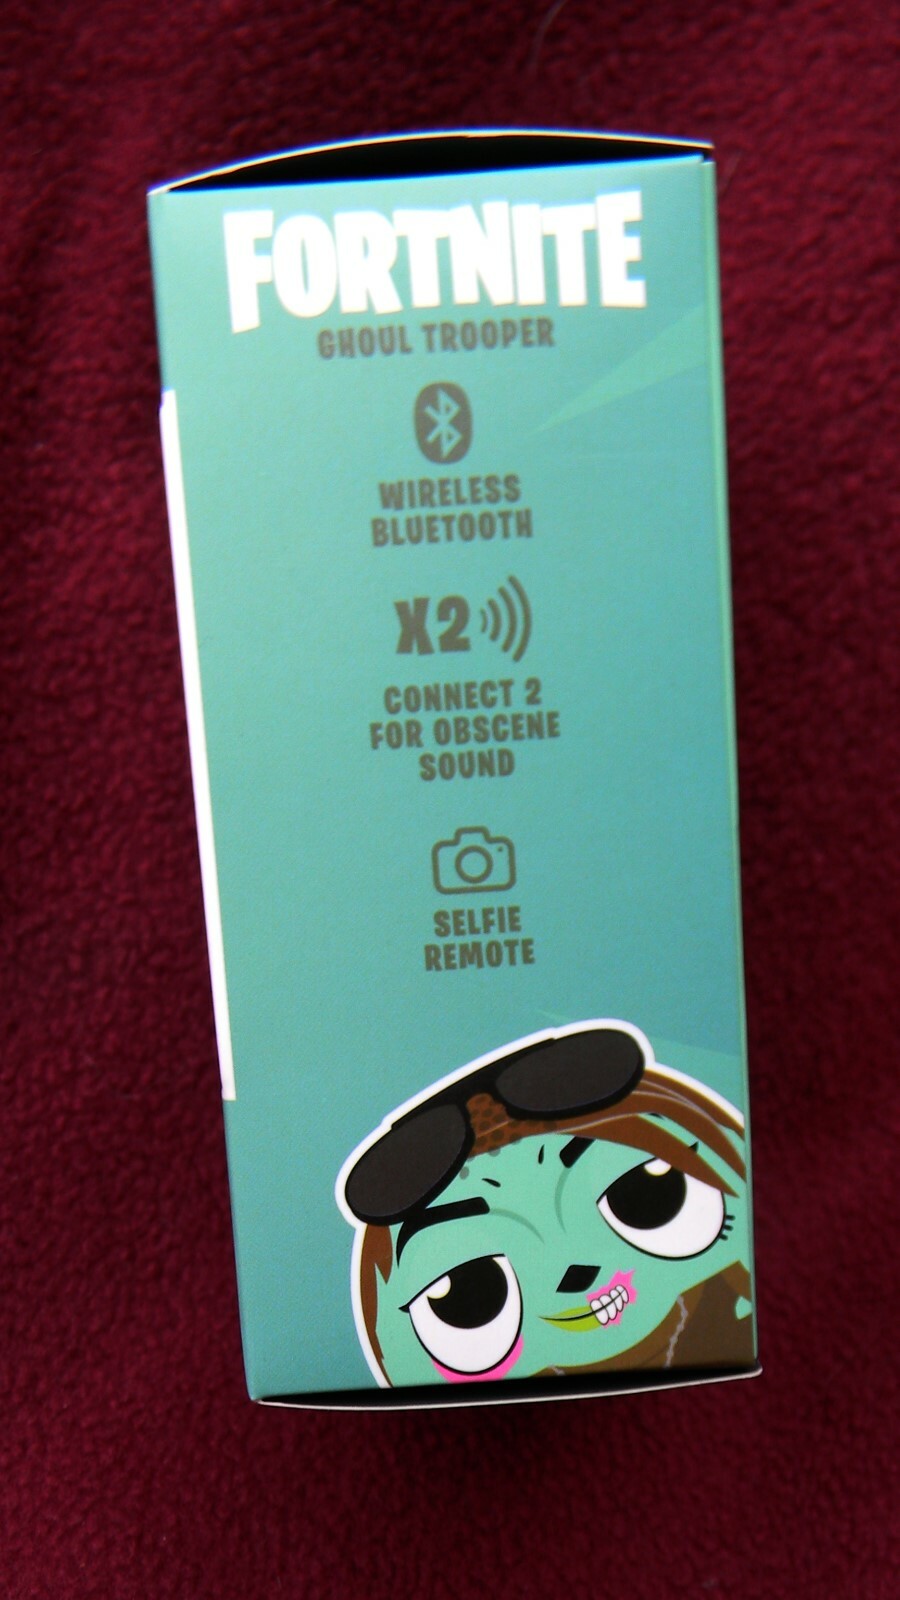 FORTNITE
GHOUL TROOPER
WIRELESS
BLUETOOTH
X2
CONNECT 2
FOR OBSCENE
SOUND
SELFIE
REMOTE